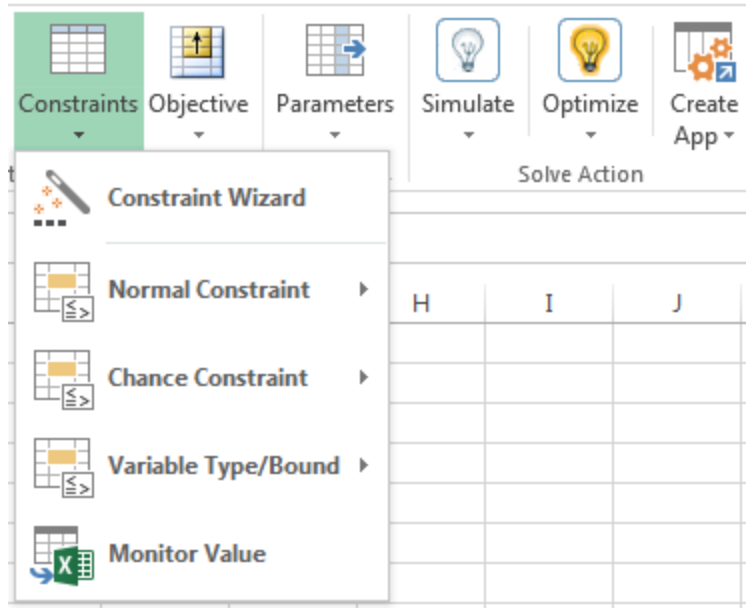 Constraints Objective Parameters Simulate Optimize Create
App
Solve Action
Constraint Wizard
Normal Constraint
H I J
Chance Constraint
Variable Type/Bound
Monitor Value